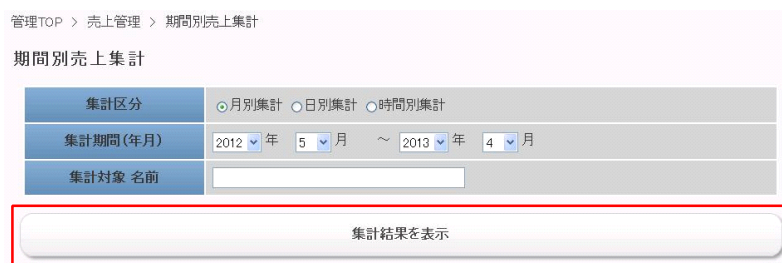 管理TOP > 売上管理 > 期間別売上集計
期間別売上集計
集計区分 月別集計 日別集計 時間別集計
集計期間(年月) 2012 年 5 月 ～ 2013 年 4 月
集計対象 名前
集計結果を表示